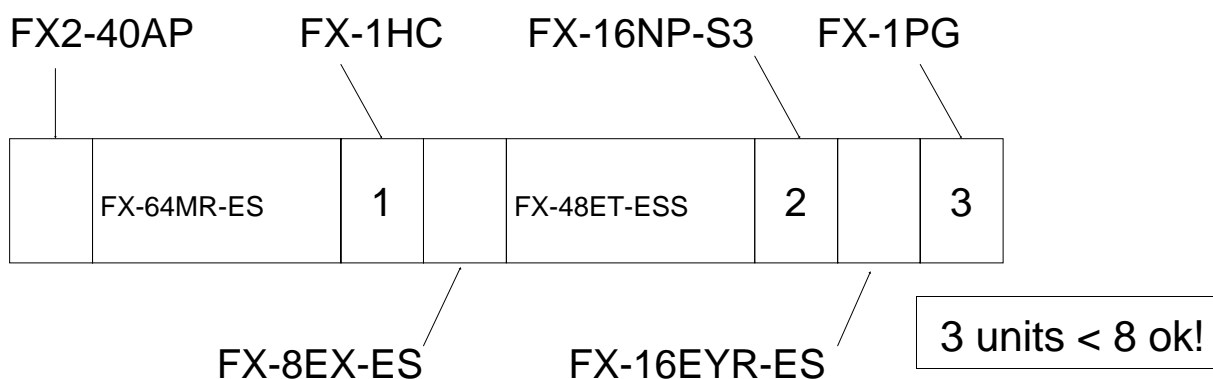 FX2-40AP FX-1HC FX-16NP-S3 FX-1PG
FX-64MR-ES 1 FX-48ET-ESS 2 3
FX-8EX-ES FX-16EYR-ES 3 units < 8 ok!